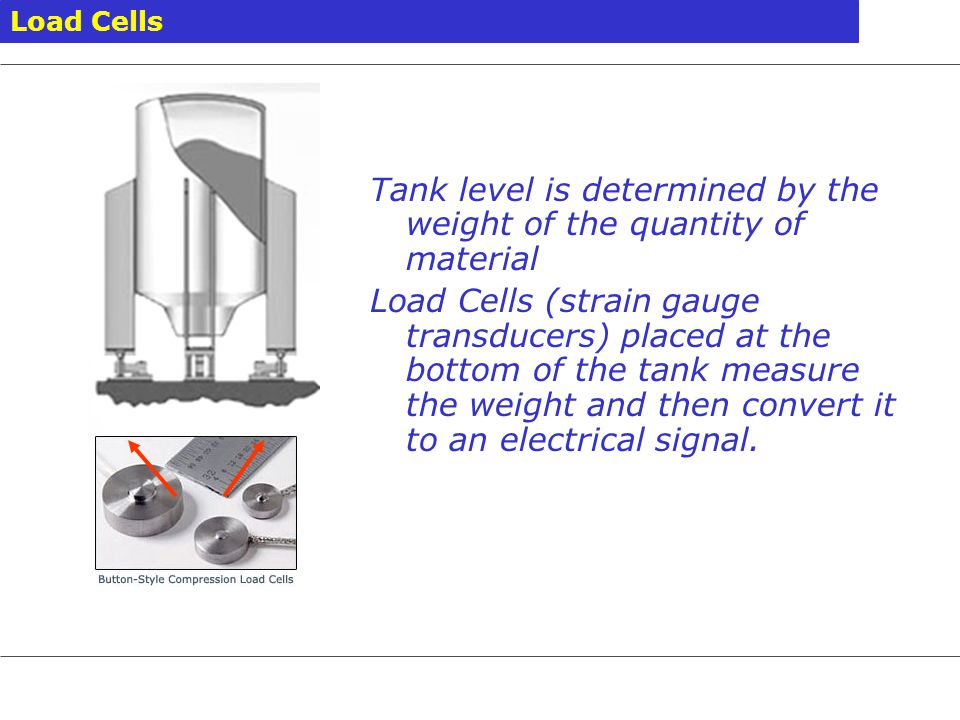 Load Cells
Tank level is determined by the
weight of the quantity of
material
Load Cells (strain gauge
transducers) placed at the
bottom of the tank measure
the weight and then convert it
to an electrical signal.
Button-Style Compression Load Cells